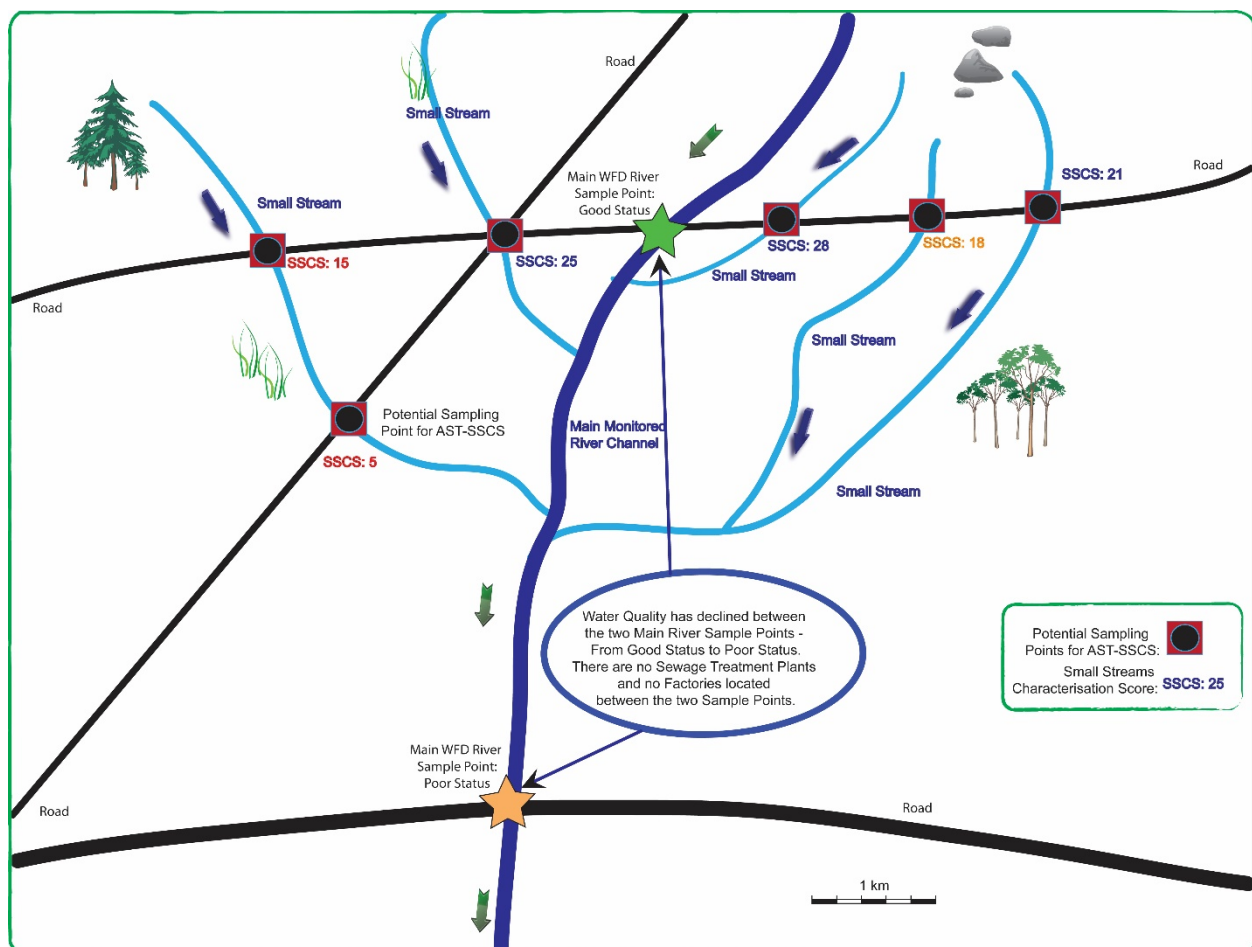 Road
Small Stream
Main WFD River
Sample Point:
Good Status
SSCS: 21
Road
Small Stream
SSCS: 15
SSCS: 25
SSCS: 28
SSCS: 18
Small Stream
Road
Small Stream
Potential Sampling
Point for AST-SSCS
SSCS: 5
Main Monitored
River Channel
Small Stream
Water Quality has declined between
the two Main River Sample Points -
From Good Status to Poor Status.
There are no Sewage Treatment Plants
and no Factories located
between the two Sample Points.
Potential Sampling
Points for AST-SSCS:
Small Streams
Characterisation Score: SSCS: 25
Main WFD River
Sample Point:
Poor Status
Road
Road
1 km